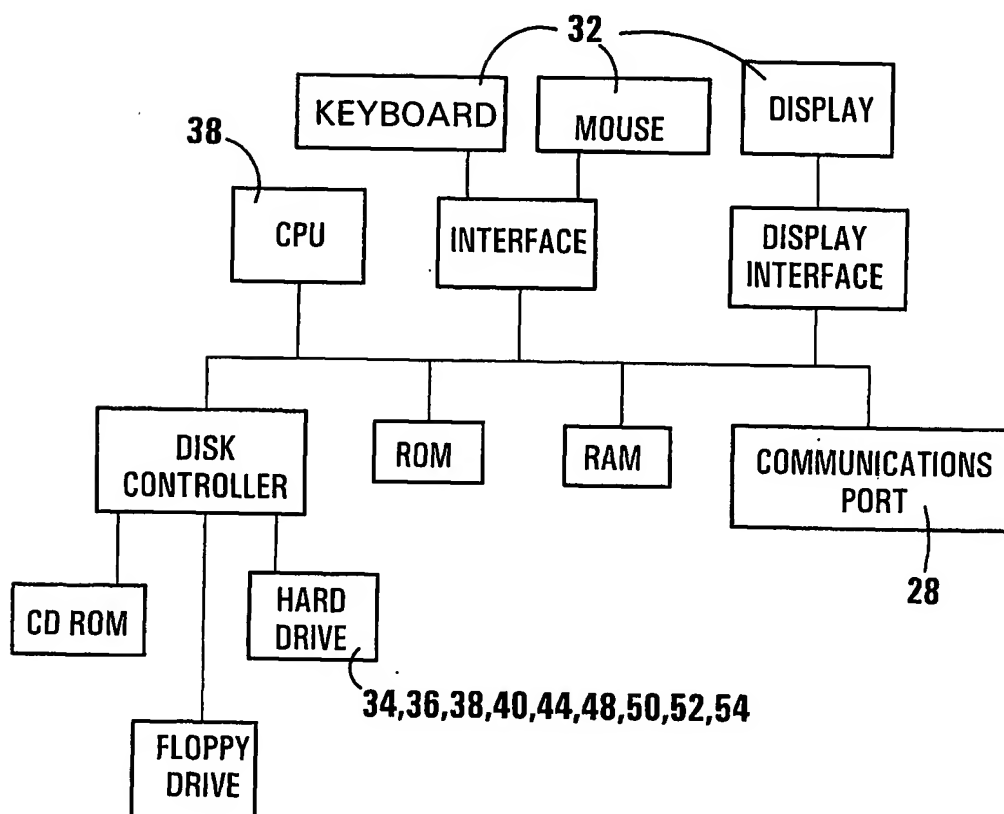 32
KEYBOARD
MOUSE
DISPLAY
38
CPU
INTERFACE
DISPLAY
INTERFACE
DISK
CONTROLLER
ROM
RAM
COMMUNICATIONS
PORT
28
CD ROM
HARD
DRIVE
34,36,38,40,44,48,50,52,54
FLOPPY
DRIVE